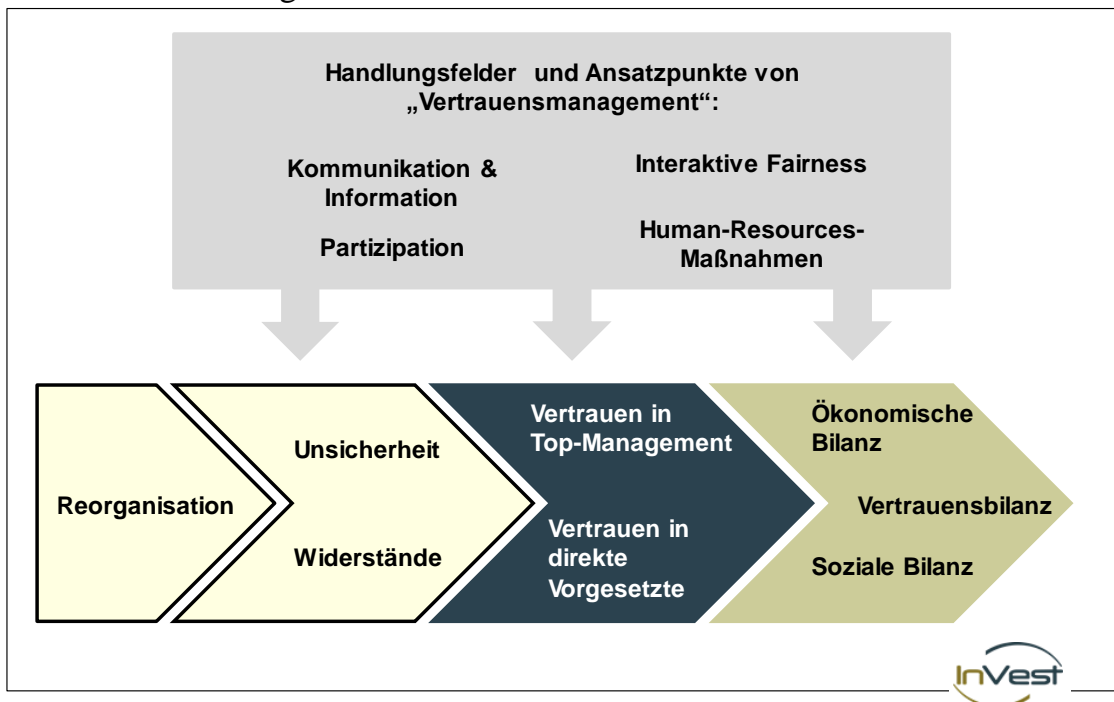 Handlungsfelder und Ansatzpunkte von
„Vertrauensmanagement“:
Kommunikation &
Information
Partizipation
Interaktive Fairness
Human-Resources-
Maßnahmen
Reorganisation
Unsicherheit
Widerstände
Vertrauen in
Top-Management
Vertrauen in
direkte
Vorgesetzte
Ökonomische
Bilanz
Vertrauensbilanz
Soziale Bilanz
InVest